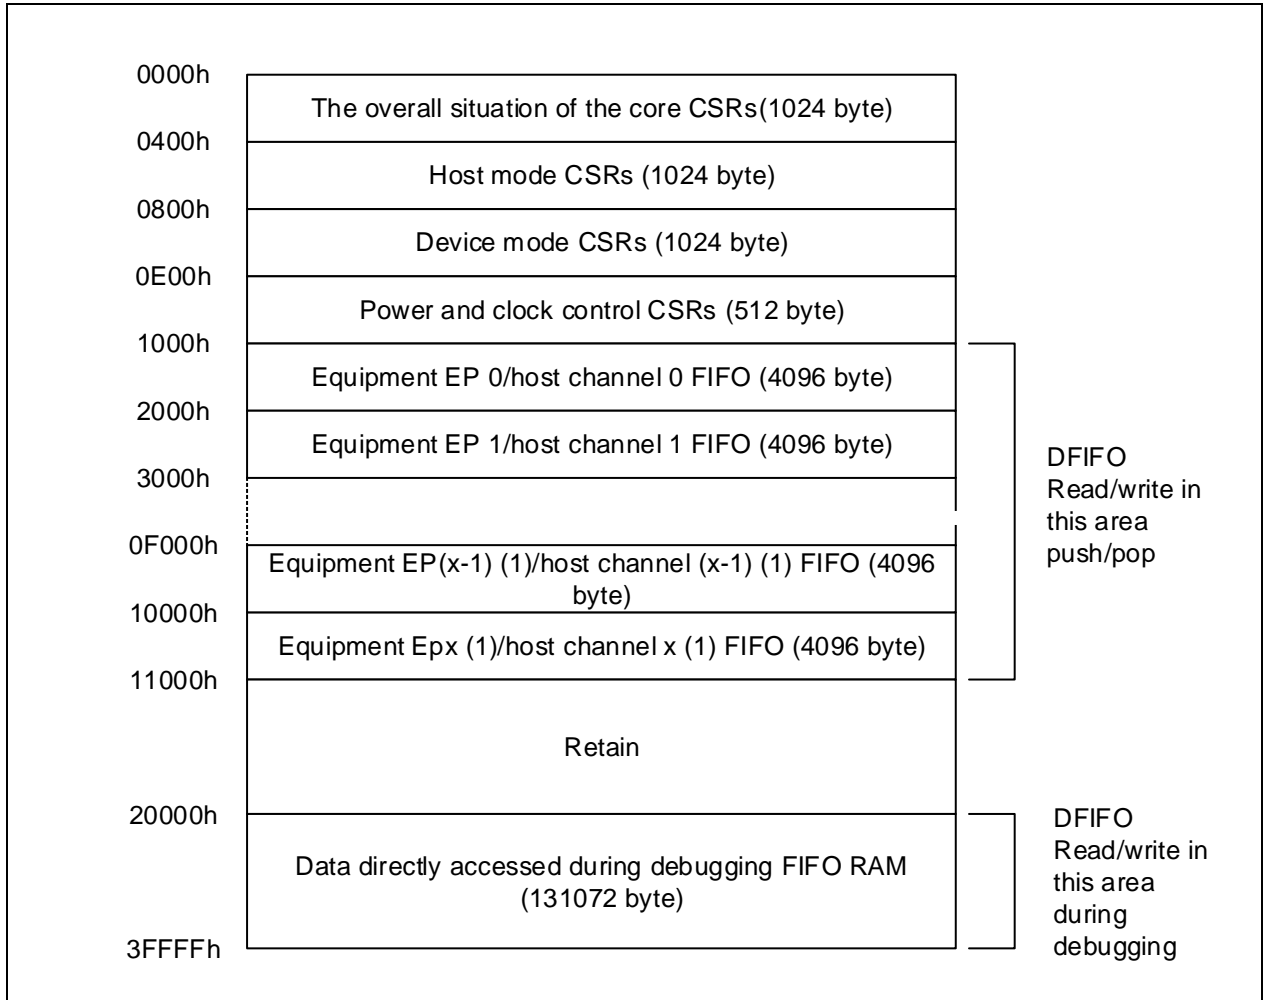 0000h
The overall situation of the core CSRs(1024 byte)
0400h
Host mode CSRs (1024 byte)
0800h
Device mode CSRs (1024 byte)
0E00h
Power and clock control CSRs (512 byte)
1000h
Equipment EP 0/host channel 0 FIFO (4096 byte)
2000h
Equipment EP 1/host channel 1 FIFO (4096 byte)
3000h
DFIFO
Read/write in
this area
push/pop
0F000h
Equipment EP(x-1) (1)/host channel (x-1) (1) FIFO (4096
byte)
10000h
Equipment Epx (1)/host channel x (1) FIFO (4096 byte)
11000h
Retain
20000h
Data directly accessed during debugging FIFO RAM
(131072 byte)
DFIFO
Read/write in
this area
during
debugging
3FFFFh